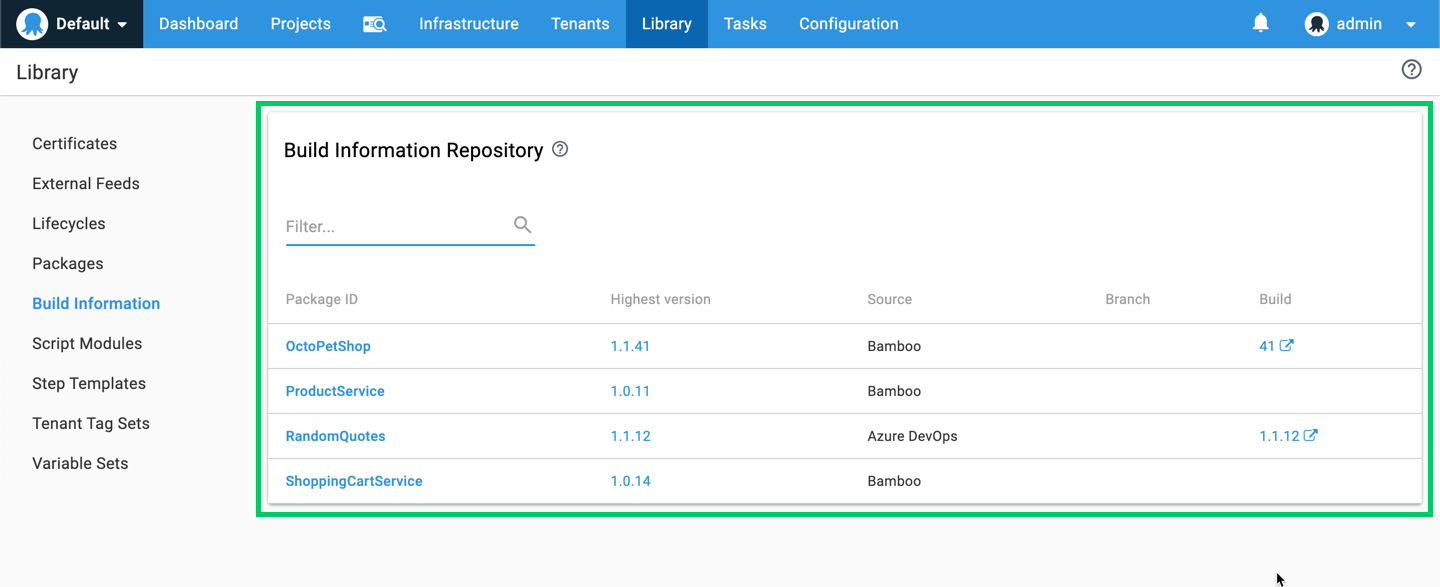 Default Dashboard Projects Infrastructure Tenants Library Tasks Configuration admin
Library
Certificates
External Feeds
Lifecycles
Packages
Build Information
Script Modules
Step Templates
Tenant Tag Sets
Variable Sets
Build Information Repository
Filter...
Package ID Highest version Source Branch Build
OctoPetShop 1.1.41 Bamboo 41
ProductService 1.0.11 Bamboo
RandomQuotes 1.1.12 Azure DevOps 1.1.12
ShoppingCartService 1.0.14 Bamboo